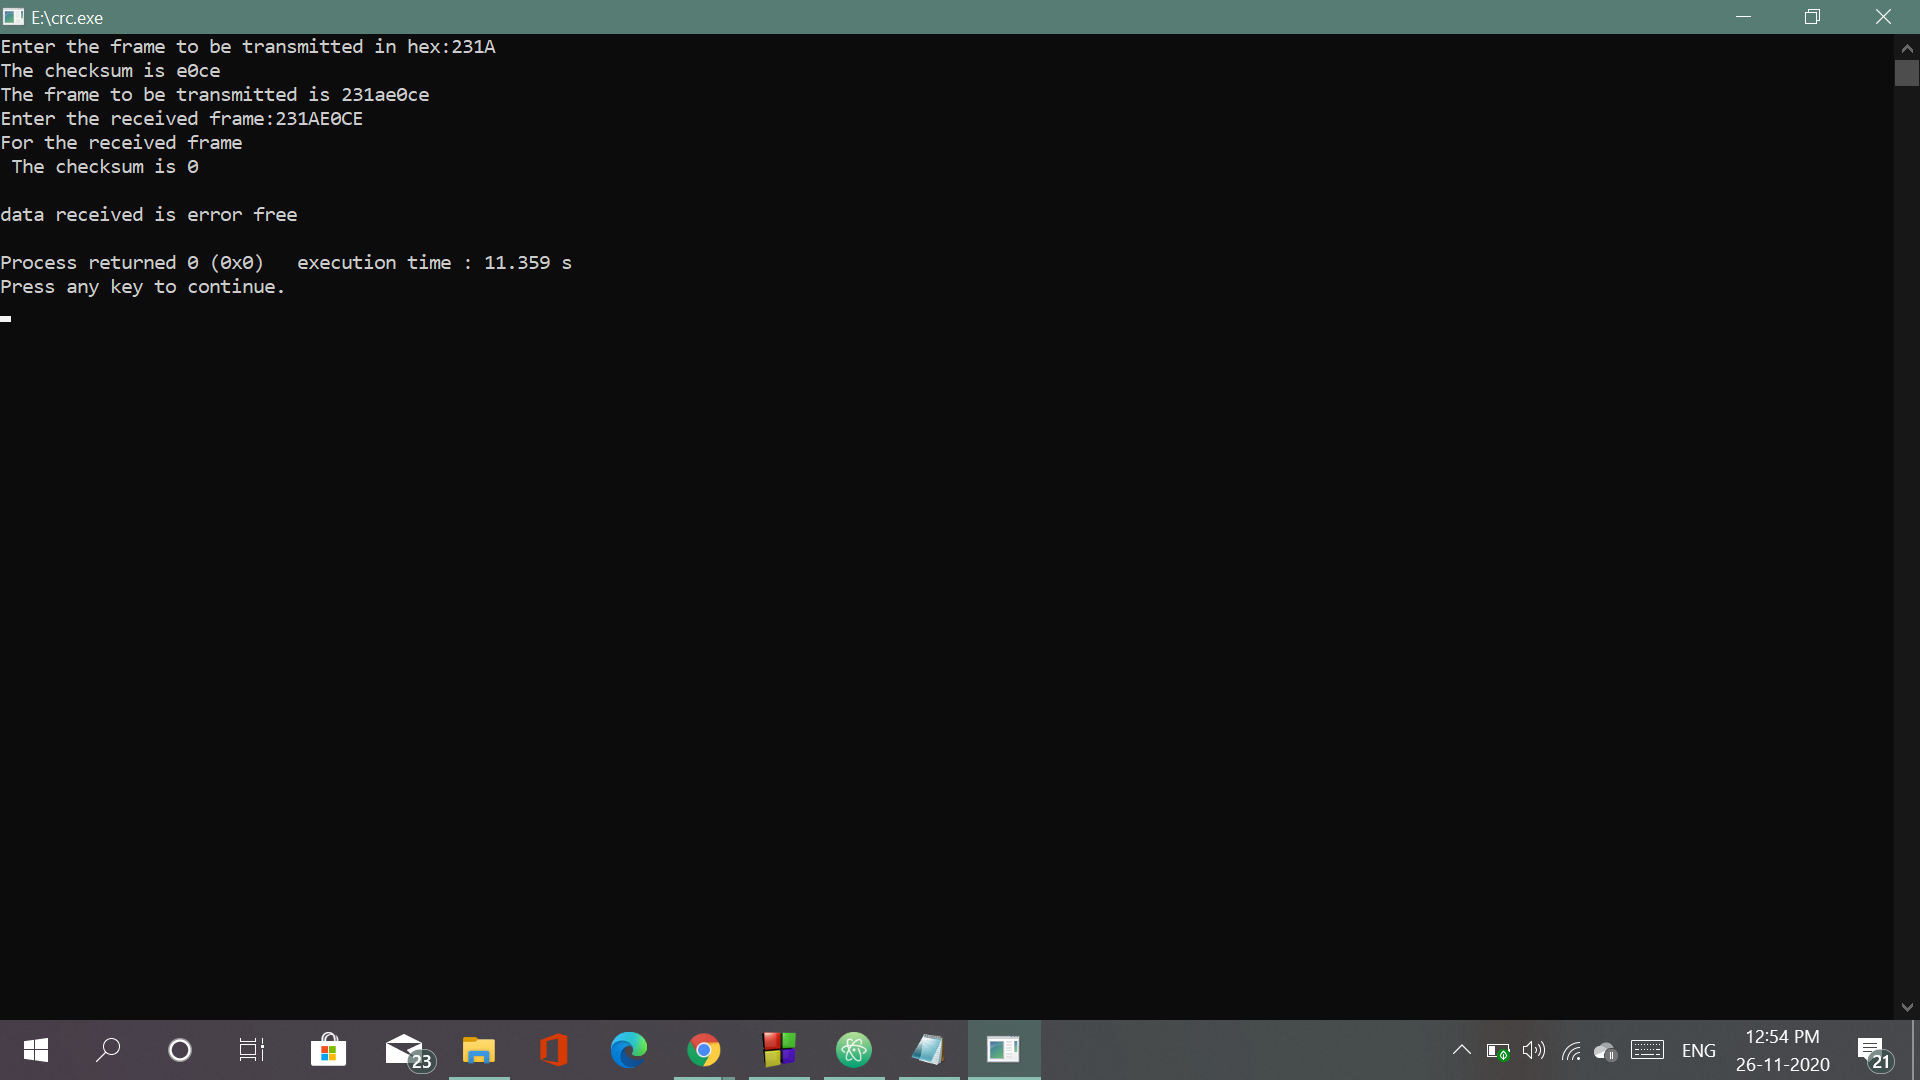 E:\crc.exe
Enter the frame to be transmitted in hex:231A
The checksum is e0ce
The frame to be transmitted is 231ae0ce
Enter the received frame:231AE0CE
For the received frame
The checksum is 0
data received is error free
Process returned 0 (0x0)   execution time : 11.359 s
Press any key to continue.
23
ENG
12:54 PM
26-11-2020
21